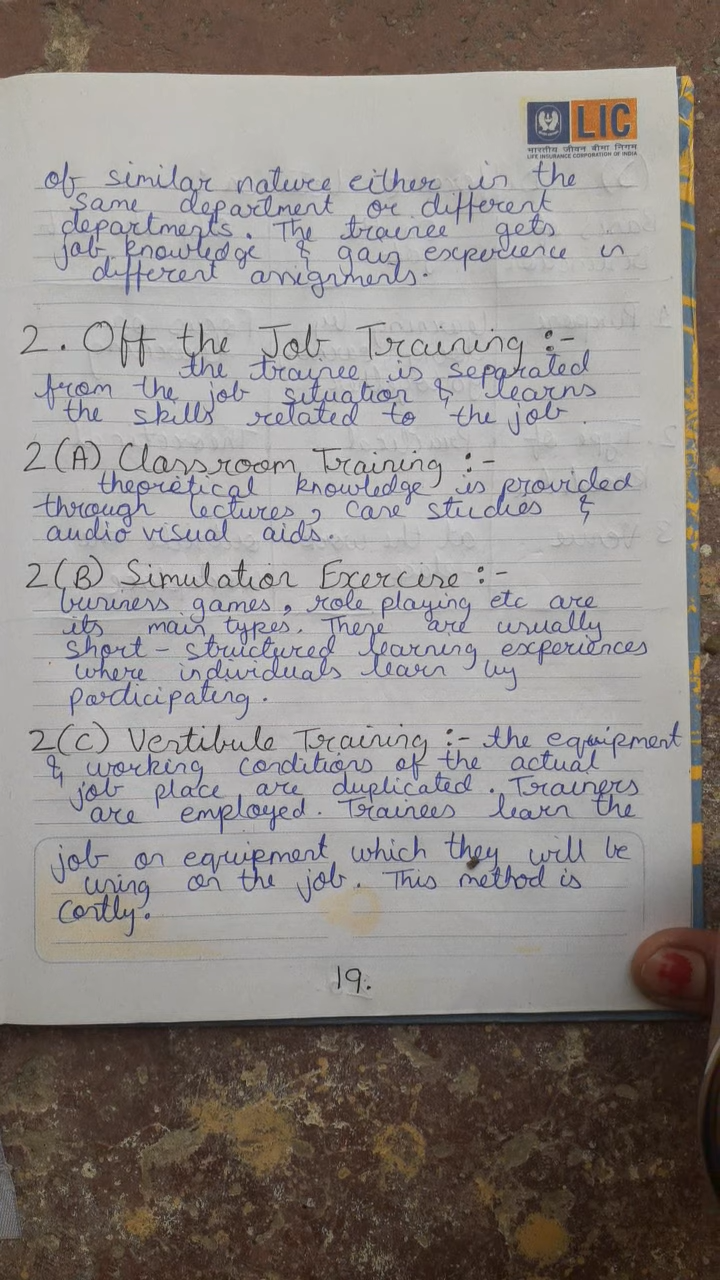 LIC
भारतीय जीवन बीमा निगम
LIFE INSURANCE CORPORATION OF INDIA
of similar nature either in the
same department or different
departments. The trainee gets
job knowledge & gain experience in
different assignments.
2. Off the Job Training :-
the trainee is separated
from the job situation & learns
the skills related to the job.
2(A) Classroom Training :-
theoretical knowledge is provided
through lectures, case studies &
audio visual aids.
2(B) Simulation Exercise :-
business games, role playing etc are
its main types. These are usually
short-structured learning experiences
where individuals learn by
participating.
2(C) Vertibule Training :- the equipment
& working conditions of the actual
job place are duplicated. Trainers
are employed. Trainees learn the
job on equipment which they will be
using on the job. This method is
costly.
19.